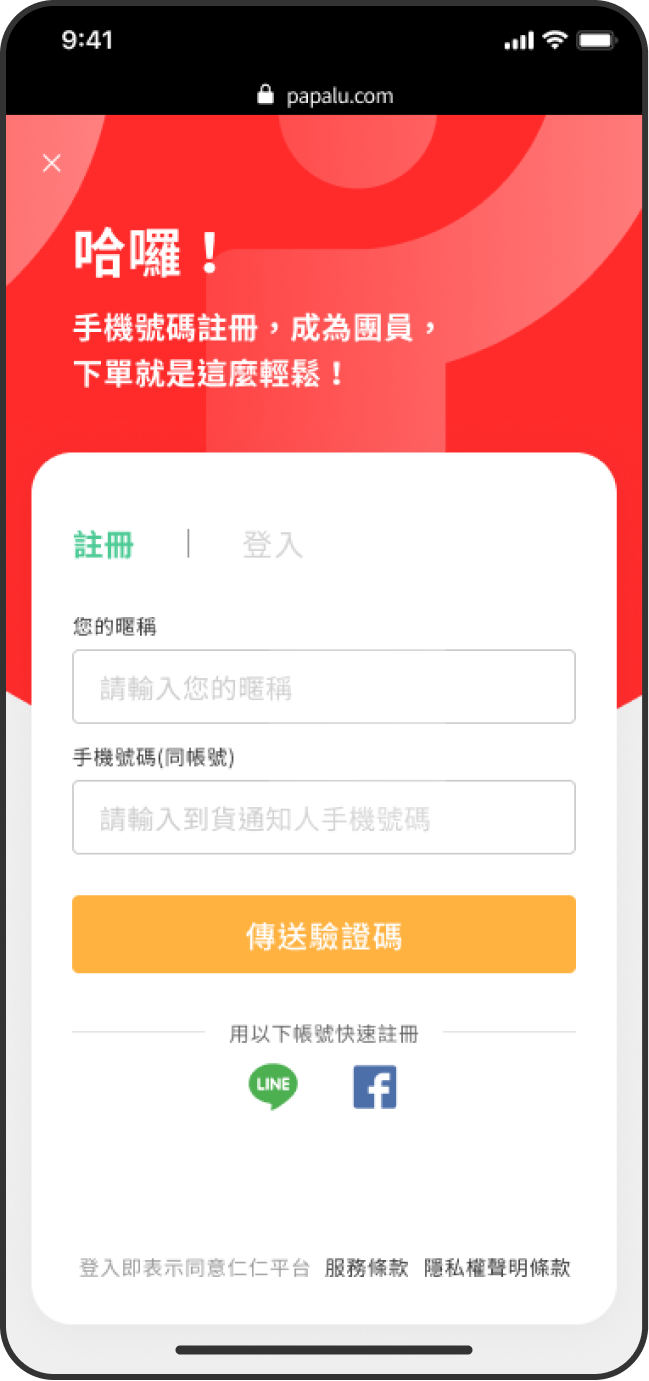 9:41
papalu.com
哈囉！
手機號碼註冊，成為團員，
下單就是這麼輕鬆！
註冊 | 登入
您的暱稱
請輸入您的暱稱
手機號碼(同帳號)
請輸入到貨通知人手機號碼
傳送驗證碼
用以下帳號快速註冊
LINE f
登入即表示同意仁仁平台 服務條款 隱私權聲明條款